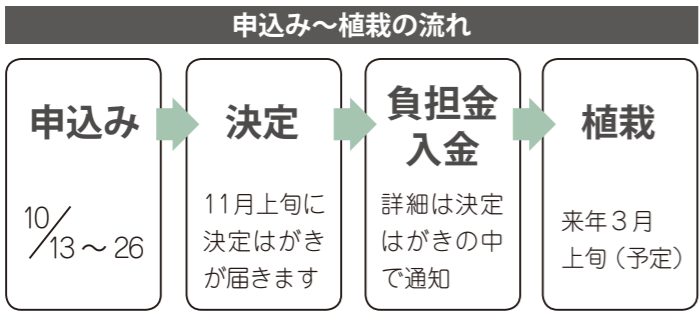 申込み～植栽の流れ
申込み
10/13～26
決定
11月上旬に
決定はがき
が届きます
負担金
入金
詳細は決定
はがきの中
で通知
植栽
来年３月
上旬（予定）